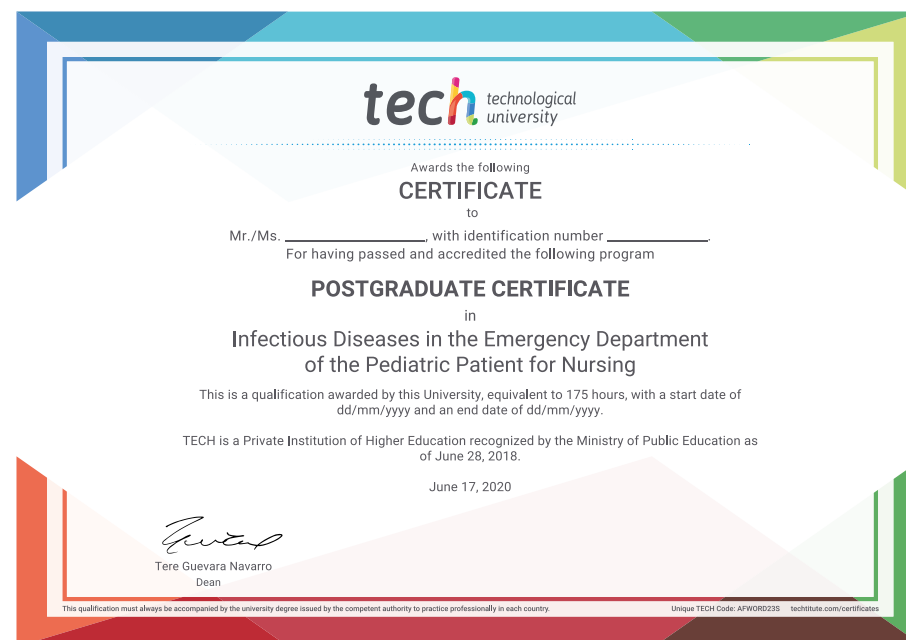 tech technological
university
Awards the following
CERTIFICATE
to
Mr./Ms. ____________________, with identification number ______________.
For having passed and accredited the following program
POSTGRADUATE CERTIFICATE
in
Infectious Diseases in the Emergency Department
of the Pediatric Patient for Nursing
This is a qualification awarded by this University, equivalent to 175 hours, with a start date of
dd/mm/yyyy and an end date of dd/mm/yyyy.
TECH is a Private Institution of Higher Education recognized by the Ministry of Public Education as
of June 28, 2018.
June 17, 2020
Tere Guevara Navarro
Dean
This qualification must always be accompanied by the university degree issued by the competent authority to practice professionally in each country. Unique TECH Code: AFWORD23S techtitute.com/certificates